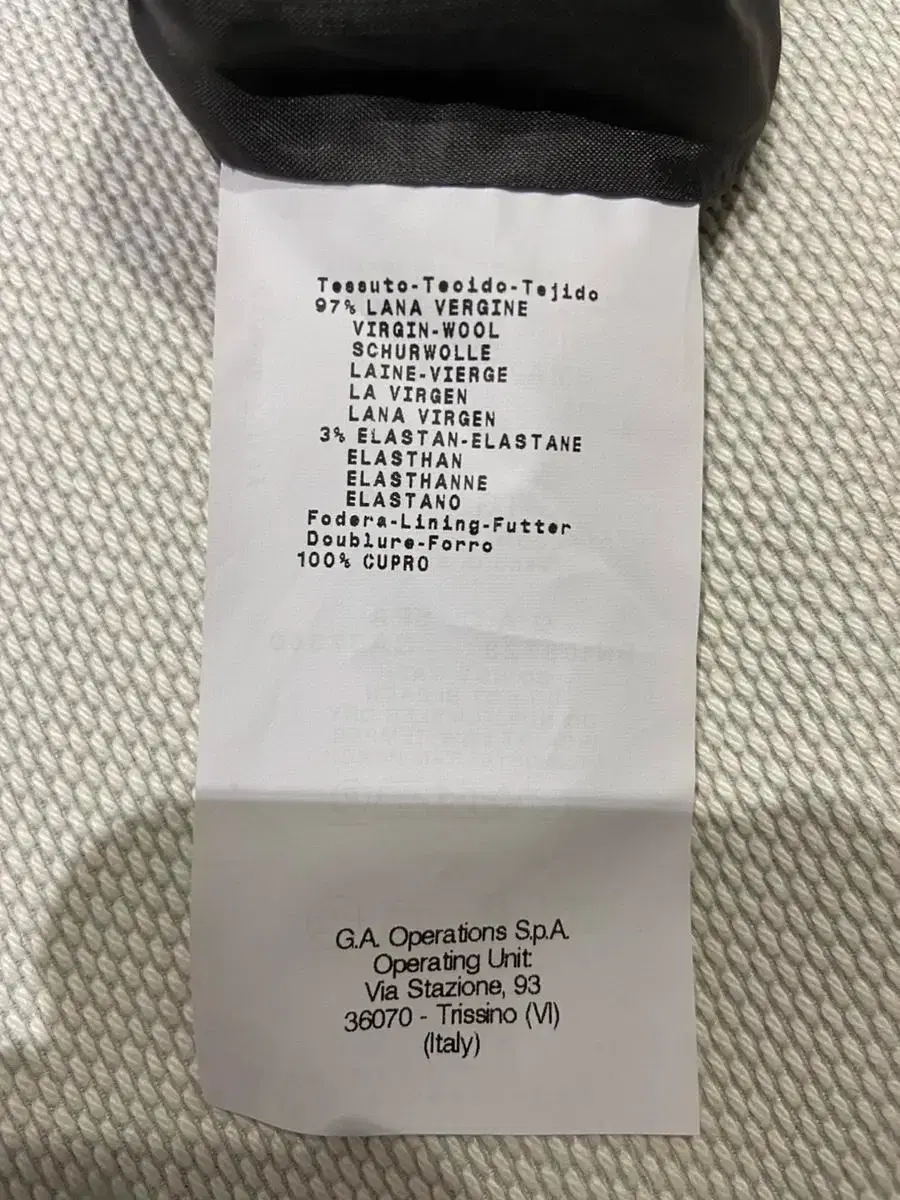 Tessuto-Tecido-Tejido
97% LANA VERGINE
VIRGIN-WOOL
SCHURWOLLE
LAINE-VIERGE
LA VIRGEN
LANA VIRGEN
3% ELASTAN-ELASTANE
ELASTHAN
ELASTHANNE
ELASTANO
Fodera-Lining-Futter
Doublure-Forro
100% CUPRO
G.A. Operations S.p.A.
Operating Unit:
Via Stazione, 93
36070 - Trissino (VI)
(Italy)